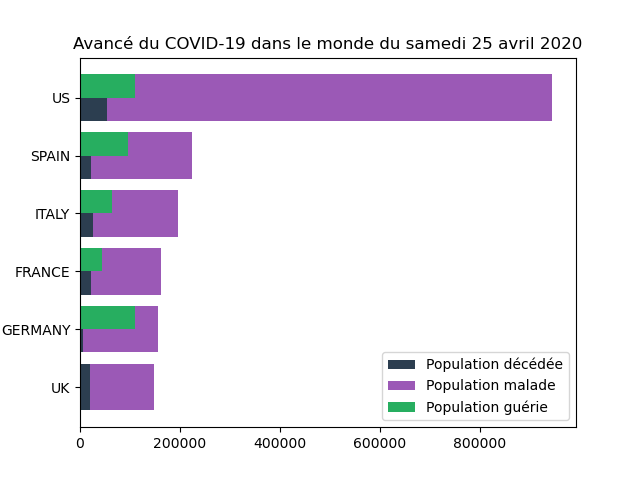 Avancé du COVID-19 dans le monde du samedi 25 avril 2020
US
SPAIN
ITALY
FRANCE
GERMANY
UK
Population décédée
Population malade
Population guérie
0 200000 400000 600000 800000